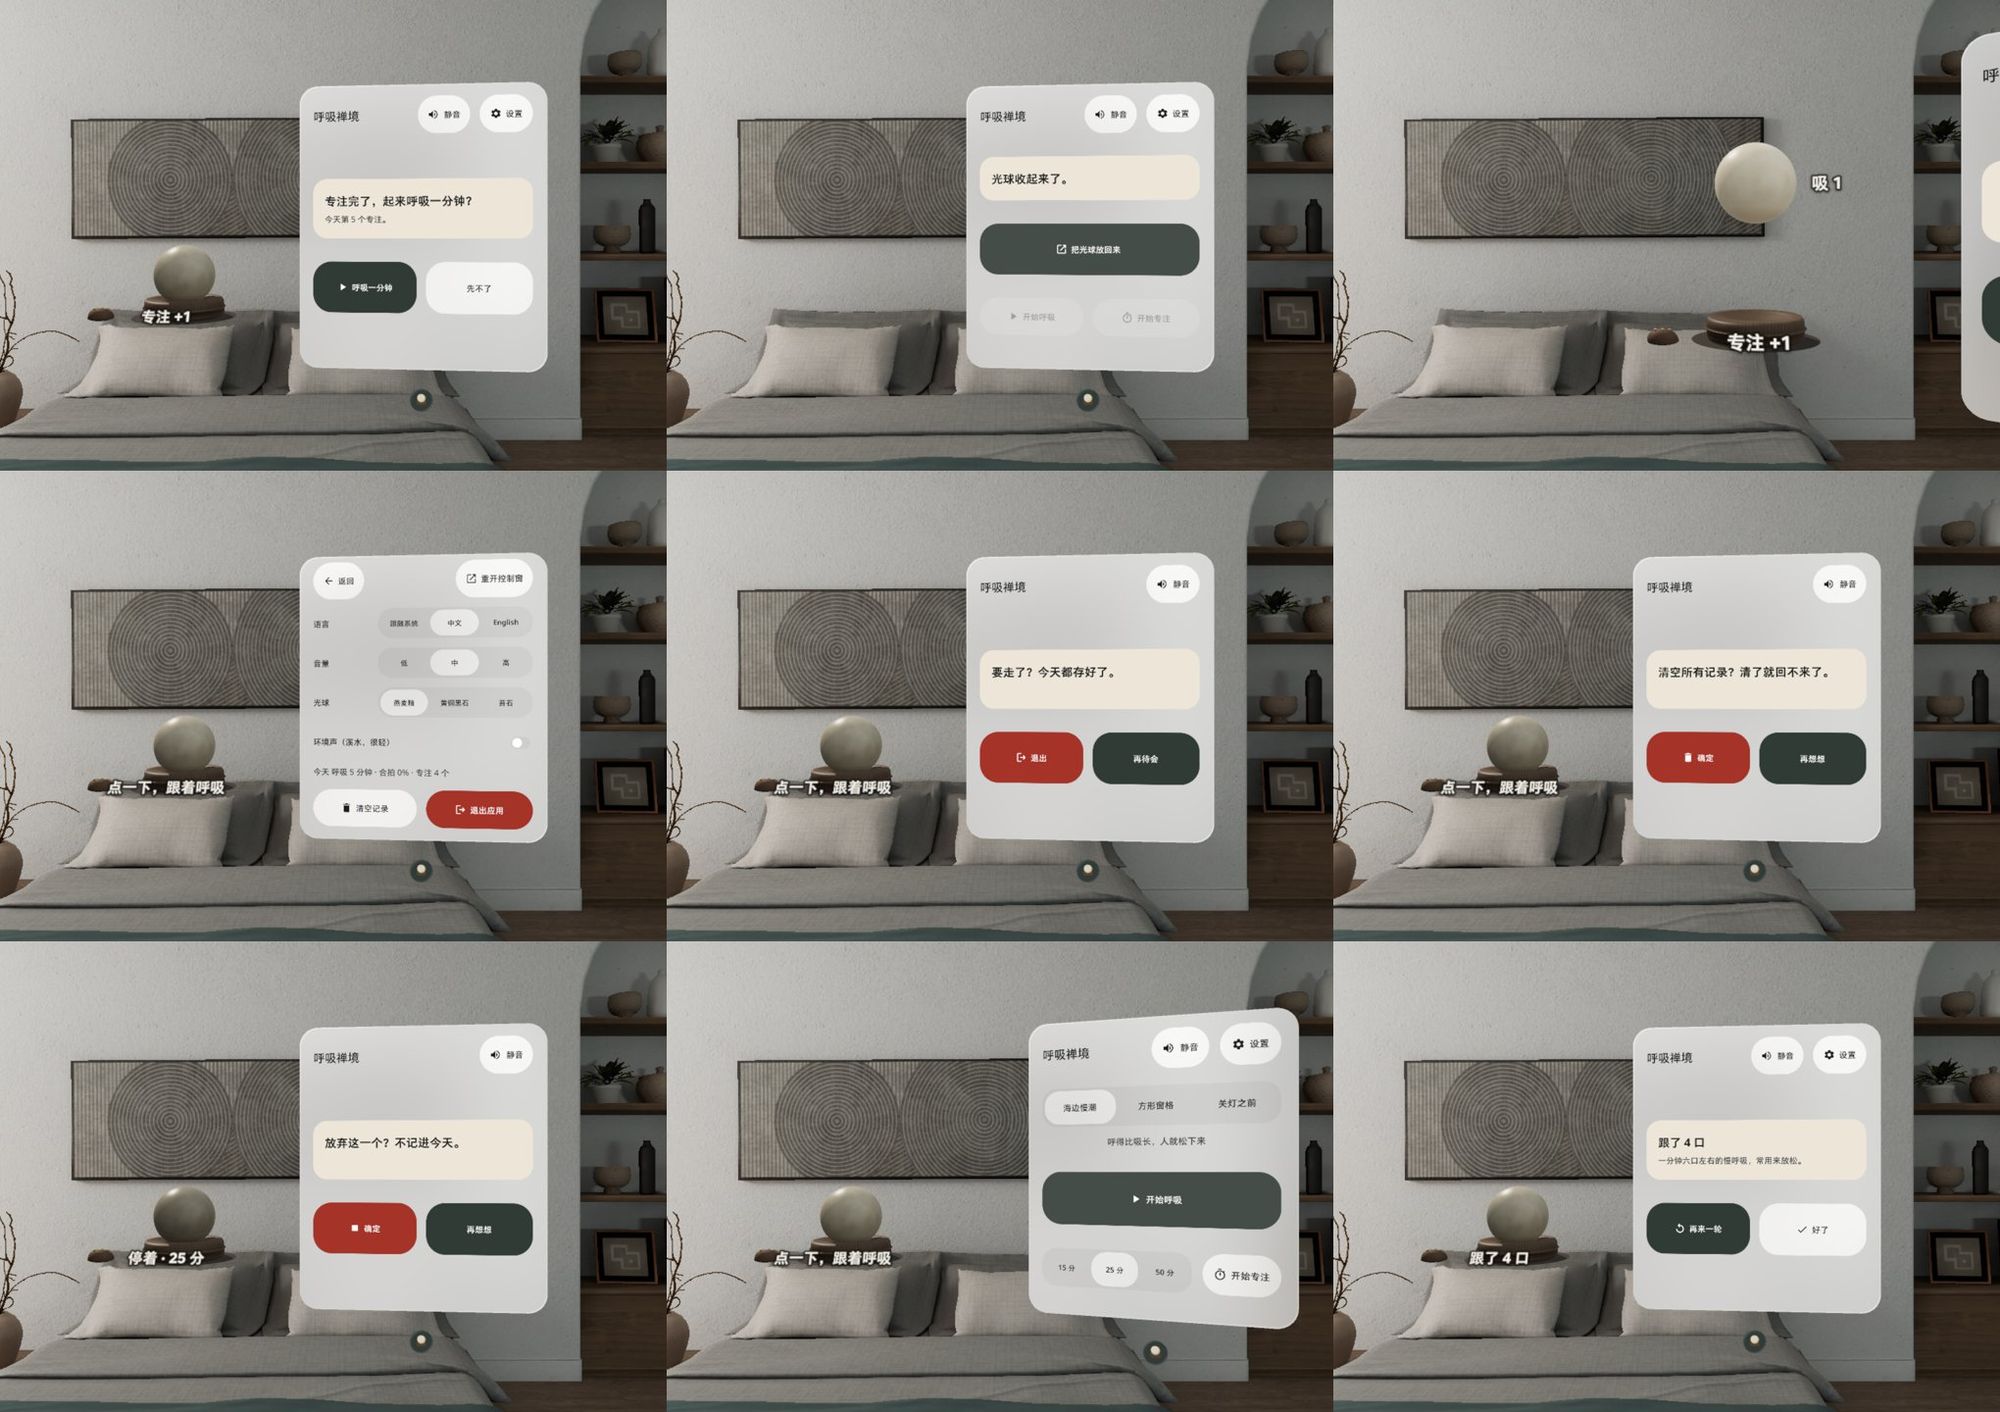 呼吸禅境
静音
设置
专注完了，起来呼吸一分钟？
今天第 5 个专注。
呼吸一分钟
先不了
专注 +1
呼吸禅境
静音
设置
光球收起来了。
把光球放回来
开始呼吸
开始专注
呼
吸 1
专注 +1
返回
重开控制窗
语言
跟随系统
中文
English
音量
低
中
高
光球
燕麦釉
黄铜黑石
苔石
环境声（溪水，很轻）
今天 呼吸 5 分钟 · 合拍 0% · 专注 4 个
清空记录
退出应用
点一下，跟着呼吸
呼吸禅境
静音
要走了？今天都存好了。
退出
再待会
点一下，跟着呼吸
呼吸禅境
静音
清空所有记录？清了就回不来了。
确定
再想想
点一下，跟着呼吸
呼吸禅境
静音
放弃这一个？不记进今天。
确定
再想想
停着 · 25 分
呼吸禅境
静音
设置
海边慢潮
方形窗格
关灯之前
呼得比吸长，人就松下来
开始呼吸
15 分
25 分
50 分
开始专注
点一下，跟着呼吸
呼吸禅境
静音
设置
跟了 4 口
一分钟六口左右的慢呼吸，常用来放松。
再来一轮
好了
跟了 4 口